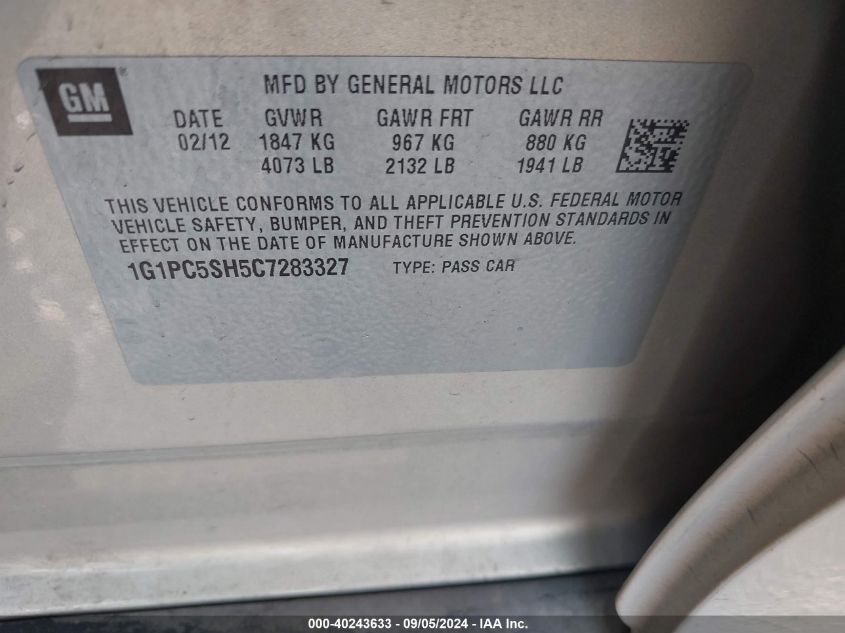 GM®
MFD BY GENERAL MOTORS LLC
DATE GVWR GAWR FRT GAWR RR
02/12 1847 KG 967 KG 880 KG
4073 LB 2132 LB 1941 LB
THIS VEHICLE CONFORMS TO ALL APPLICABLE U.S. FEDERAL MOTOR
VEHICLE SAFETY, BUMPER, AND THEFT PREVENTION STANDARDS IN
EFFECT ON THE DATE OF MANUFACTURE SHOWN ABOVE.
1G1PC5SH5C7283327 TYPE: PASS CAR
000-40243633 - 09/05/2024 - IAA Inc.